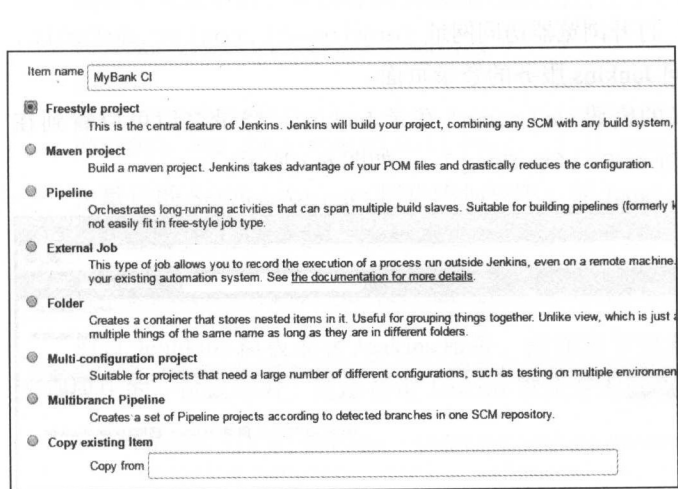 Item name MyBank CI
Freestyle project
This is the central feature of Jenkins. Jenkins will build your project, combining any SCM with any build system,
Maven project
Build a maven project. Jenkins takes advantage of your POM files and drastically reduces the configuration.
Pipeline
Orchestrates long-running activities that can span multiple build slaves. Suitable for building pipelines (formerly
not easily fit in free-style job type.
External Job
This type of job allows you to record the execution of a process run outside Jenkins, even on a remote machine.
your existing automation system. See the documentation for more details.
Folder
Creates a container that stores nested items in it. Useful for grouping things together. Unlike view, which is just a
multiple things of the same name as long as they are in different folders.
Multi-configuration project
Suitable for projects that need a large number of different configurations, such as testing on multiple environmen
Multibranch Pipeline
Creates a set of Pipeline projects according to detected branches in one SCM repository.
Copy existing Item
Copy from